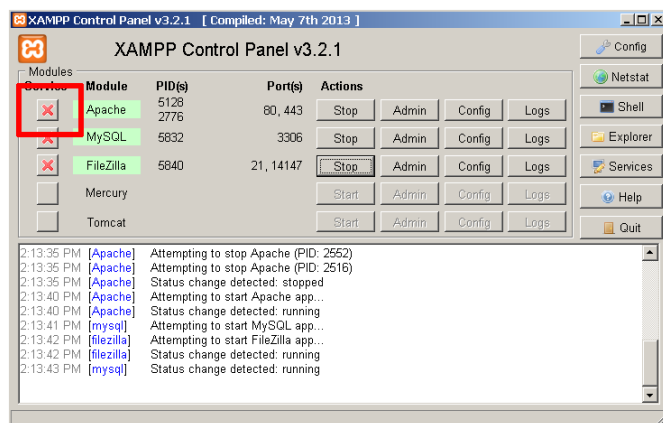 XAMPP Control Panel v3.2.1 [ Compiled: May 7th 2013 ]
XAMPP Control Panel v3.2.1
Config
Modules
Netstat
Service Module PID(s) Port(s) Actions
Apache 5128 2776 80, 443 Stop Admin Config Logs
Shell
MySQL 5832 3306 Stop Admin Config Logs
Explorer
FileZilla 5840 21, 14147 Stop Admin Config Logs
Services
Mercury Start Admin Config Logs
Help
Tomcat Start Admin Config Logs
Quit
2:13:35 PM [Apache] Attempting to stop Apache (PID: 2552)
2:13:35 PM [Apache] Attempting to stop Apache (PID: 2516)
2:13:35 PM [Apache] Status change detected: stopped
2:13:40 PM [Apache] Attempting to start Apache app...
2:13:40 PM [Apache] Status change detected: running
2:13:41 PM [mysql] Attempting to start MySQL app...
2:13:42 PM [filezilla] Attempting to start FileZilla app...
2:13:42 PM [filezilla] Status change detected: running
2:13:43 PM [mysql] Status change detected: running